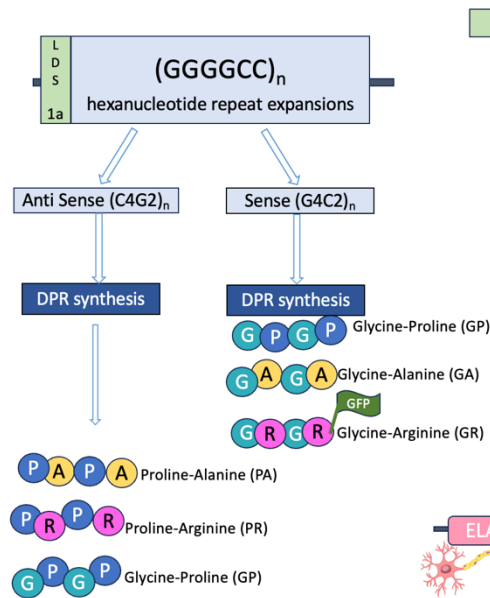 L
D
S
1a
(GGGGCC)n
hexanucleotide repeat expansions
Anti Sense (C4G2)n
Sense (G4C2)n
DPR synthesis
DPR synthesis
G P G P Glycine-Proline (GP)
G A G A Glycine-Alanine (GA)
GFP
G R G R Glycine-Arginine (GR)
P A P A Proline-Alanine (PA)
P R P R Proline-Arginine (PR)
G P G P Glycine-Proline (GP)
ELA